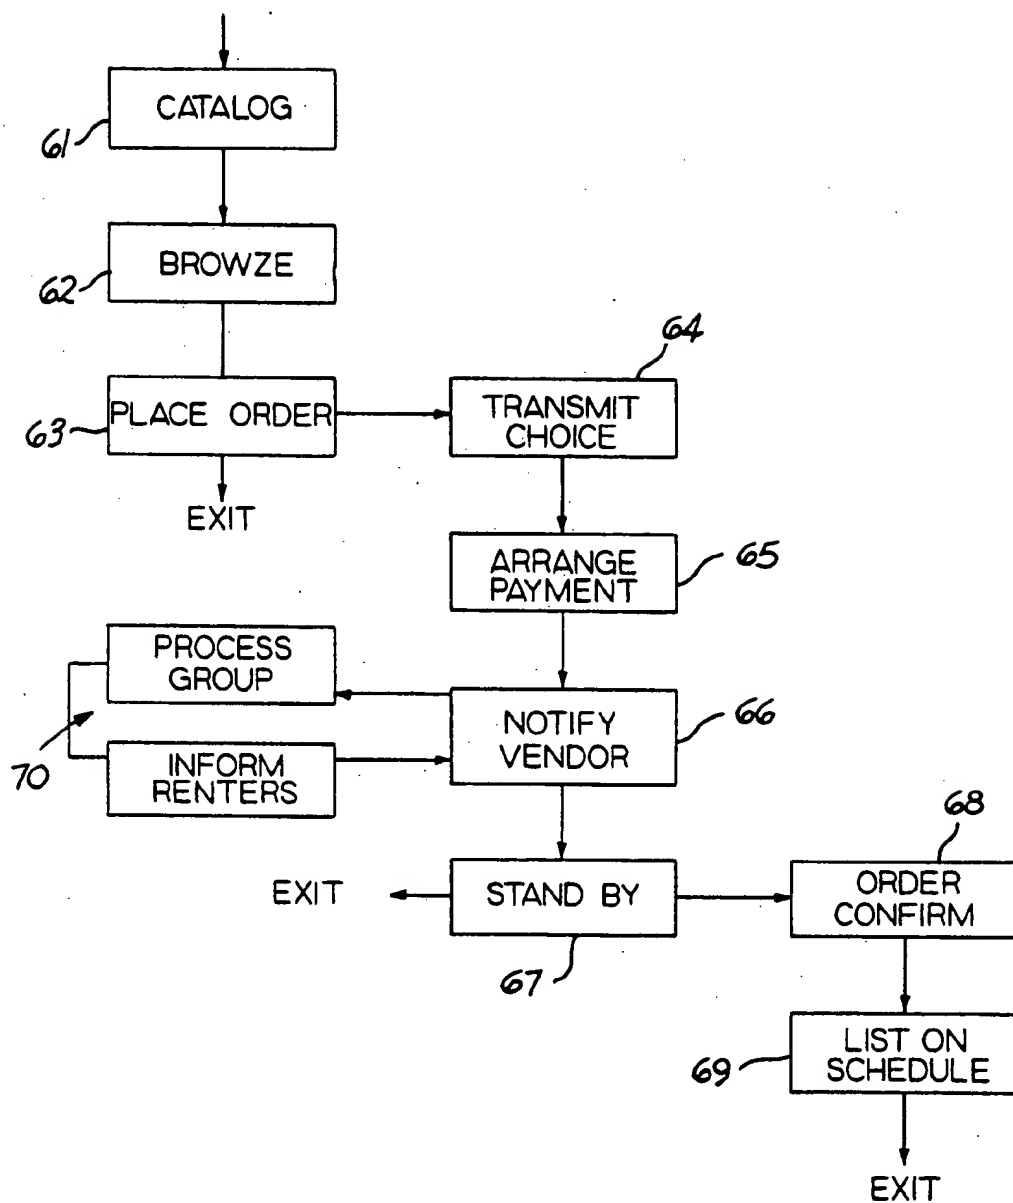 CATALOG
61
BROWZE
62
64
PLACE ORDER
TRANSMIT
CHOICE
63
EXIT
ARRANGE
PAYMENT
65
PROCESS
GROUP
NOTIFY
VENDOR
66
70
INFORM
RENTERS
68
EXIT
STAND BY
ORDER
CONFIRM
67
LIST ON
SCHEDULE
69
EXIT